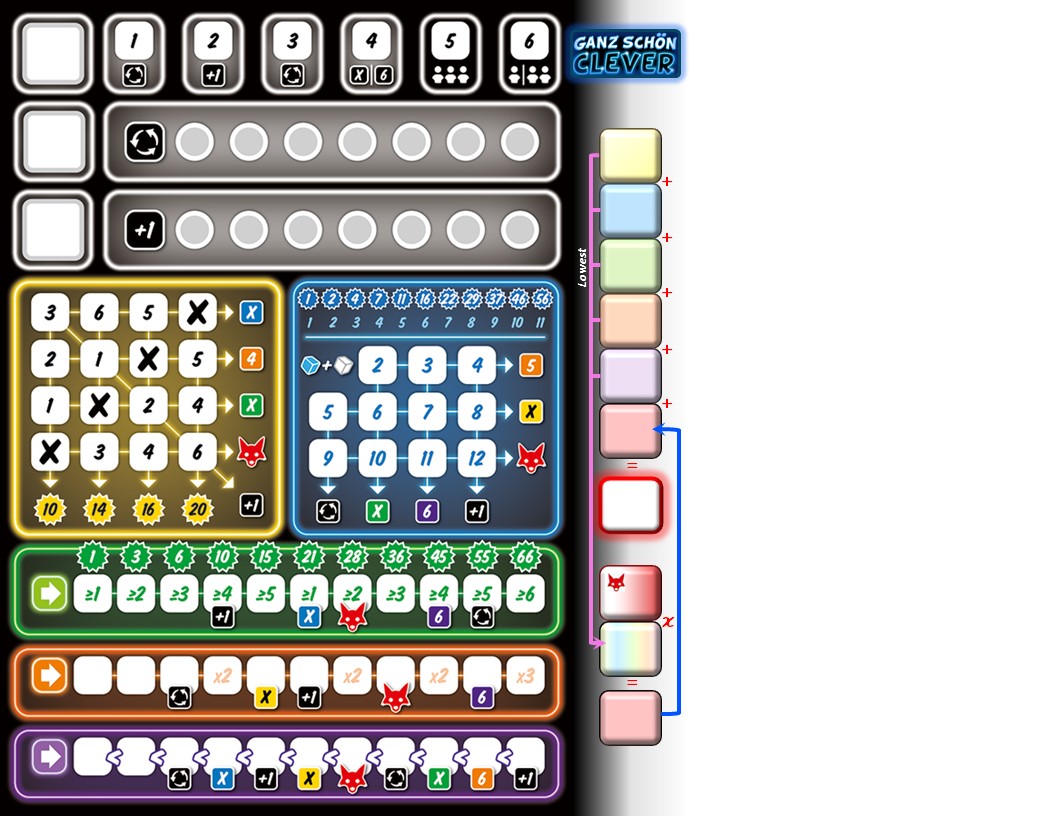 1 2 3 4 5 6
X 6
+1
GANZ SCHÖN
CLEVER
+1
3 6 5 X X
2 1 X 5 4
1 X 2 4 X
X 3 4 6
10 14 16 20 +1
1 2 4 7 11 16 22 29 37 46 56
1 2 3 4 5 6 7 8 9 10 11
+ 2 3 4 5
5 6 7 8 X
9 10 11 12
X 6 +1
1 3 6 10 15 21 28 36 45 55 66
≥1 ≥2 ≥3 ≥4 ≥5 ≥1 ≥2 ≥3 ≥4 ≥5 ≥6
+1 X 6
x2 x2 x2 x3
X +1 6
< < < < < < < < < <
X +1 X X 6 +1
Lowest
+
+
+
+
+
=
x
=